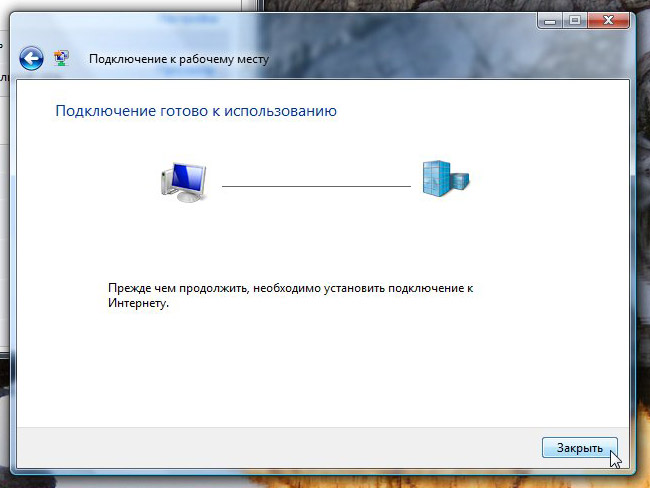 Подключение к рабочему месту
Подключение готово к использованию
Прежде чем продолжить, необходимо установить подключение к
Интернету.
Закрыть